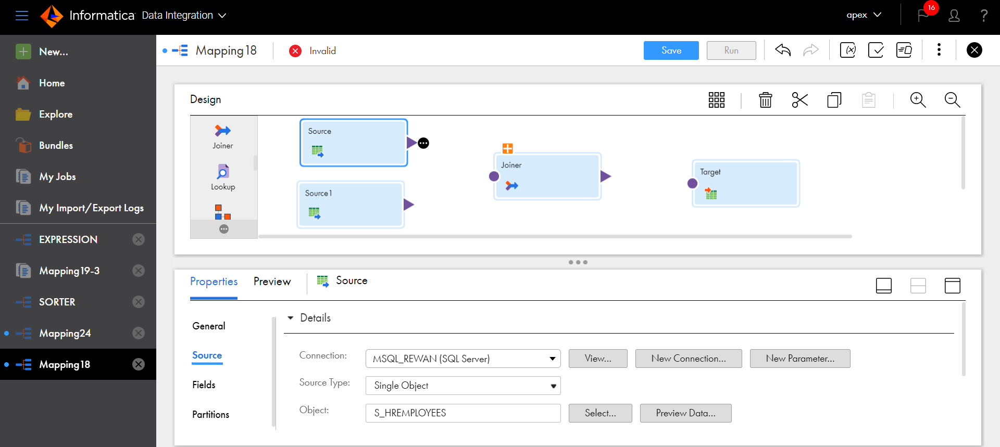 Informatica Data Integration
apex
16
?
New...
Home
Explore
Bundles
My Jobs
My Import/Export Logs
EXPRESSION
Mapping19-3
SORTER
Mapping24
Mapping18
Mapping18
Invalid
Save
Run
Design
Joiner
Lookup
Source
Source1
Joiner
Target
Properties
Preview
Source
General
Source
Fields
Partitions
Details
Connection: MSQL_REWAN (SQL Server) View... New Connection... New Parameter...
Source Type: Single Object
Object: S_HREMPLOYEES Select... Preview Data...